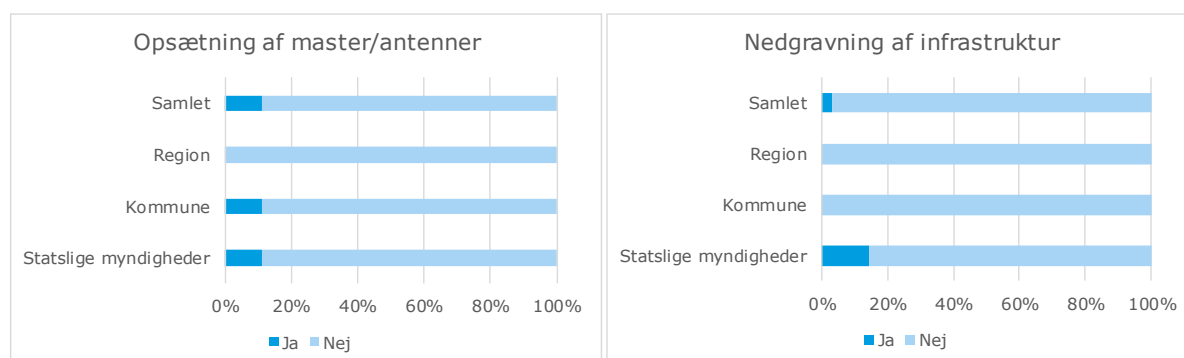 Opsætning af master/antenner
Samlet
Region
Kommune
Statslige myndigheder
0% 20% 40% 60% 80% 100%
Ja Nej
Nedgravning af infrastruktur
Samlet
Region
Kommune
Statslige myndigheder
0% 20% 40% 60% 80% 100%
Ja Nej